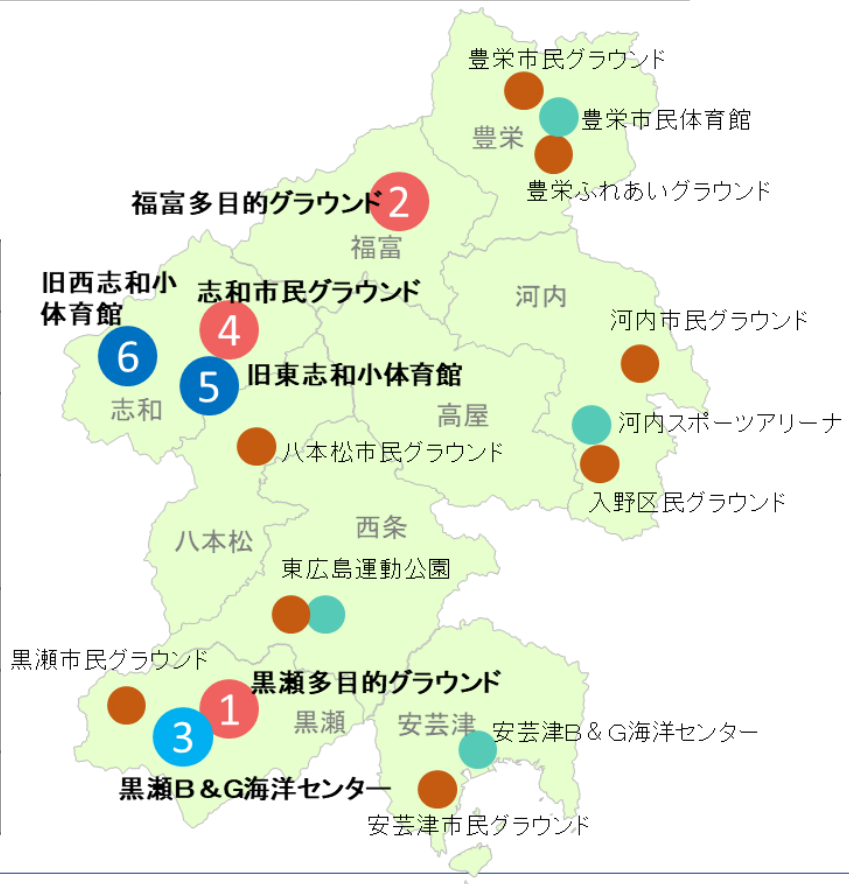 豊栄市民グラウンド
豊栄市民体育館
豊栄
豊栄ふれあいグラウンド
福富多目的グラウンド
2
福富
旧西志和小
体育館
志和市民グラウンド
河内
河内市民グラウンド
4
6
5
旧東志和小体育館
志和
高屋
河内スポーツアリーナ
八本松市民グラウンド
入野区民グラウンド
西条
八本松
東広島運動公園
黒瀬市民グラウンド
黒瀬多目的グラウンド
1
黒瀬
安芸津
3
安芸津B&G海洋センター
黒瀬B&G海洋センター
安芸津市民グラウンド